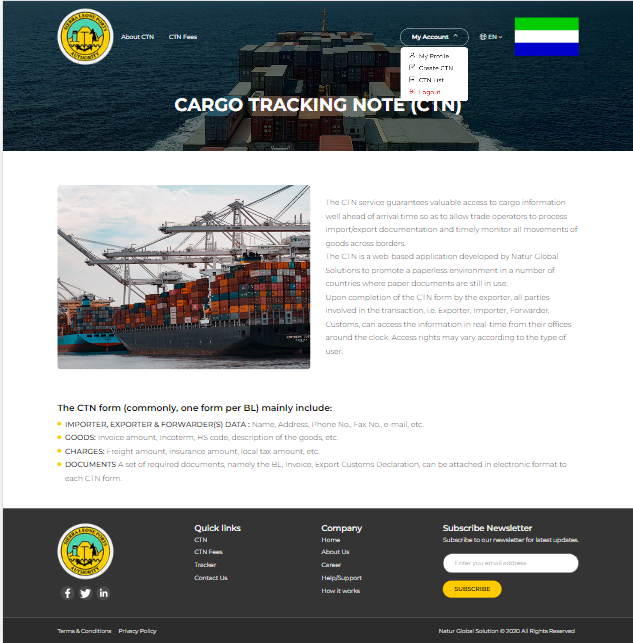 SIERRA LEONE PORTS
AUTHORITY
About CTN
CTN Fees
My Account
EN
My Profile
Create CTN
CTN List
Logout
CARGO TRACKING NOTE (CTN)
The CTN service guarantees valuable access to cargo information
well ahead of arrival time so as to allow trade operators to process
import/export documentation and timely monitor all movements of
goods across borders.
The CTN is a web-based application developed by Natur Global
Solutions to promote a paperless environment in a number of
countries where paper documents are still in use.
Upon completion of the CTN form by the exporter, all parties
involved in the transaction, i.e. Exporter, Importer, Forwarder,
Customs, can access the information in real-time from their offices
around the clock. Access rights may vary according to the type of
user.
The CTN form (commonly, one form per BL) mainly include:
IMPORTER, EXPORTER & FORWARDER(S) DATA : Name, Address, Phone No., Fax No., e-mail, etc.
GOODS: Invoice amount, Incoterm, HS code, description of the goods, etc.
CHARGES: Freight amount, insurance amount, local tax amount, etc.
DOCUMENTS A set of required documents, namely the BL, Invoice, Export Customs Declaration, can be attached in electronic format to
each CTN form.
SIERRA LEONE PORTS
AUTHORITY
Quick links
CTN
CTN Fees
Tracker
Contact Us
Company
Home
About Us
Career
Help/Support
How it works
Subscribe Newsletter
Subscribe to our newsletter for latest updates.
Enter you email address
SUBSCRIBE
Terms & Conditions
Privacy Policy
Natur Global Solution © 2020 All Rights Reserved